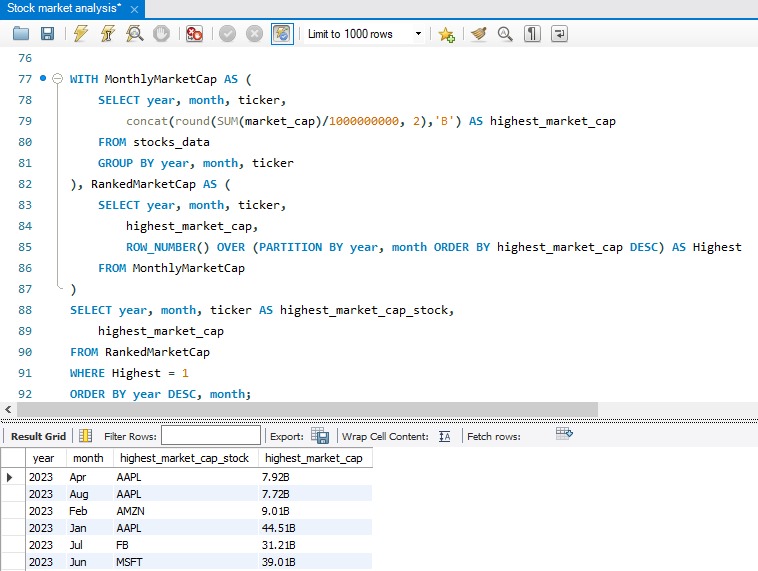 Stock market analysis*
Limit to 1000 rows
76
77 WITH MonthlyMarketCap AS (
78 SELECT year, month, ticker,
79 concat(round(SUM(market_cap)/1000000000, 2),'B') AS highest_market_cap
80 FROM stocks_data
81 GROUP BY year, month, ticker
82 ), RankedMarketCap AS (
83 SELECT year, month, ticker,
84 highest_market_cap,
85 ROW_NUMBER() OVER (PARTITION BY year, month ORDER BY highest_market_cap DESC) AS Highest
86 FROM MonthlyMarketCap
87 )
88 SELECT year, month, ticker AS highest_market_cap_stock,
89 highest_market_cap
90 FROM RankedMarketCap
91 WHERE Highest = 1
92 ORDER BY year DESC, month;
Result Grid Filter Rows: Export: Wrap Cell Content: Fetch rows:
year month highest_market_cap_stock highest_market_cap
2023 Apr AAPL 7.92B
2023 Aug AAPL 7.72B
2023 Feb AMZN 9.01B
2023 Jan AAPL 44.51B
2023 Jul FB 31.21B
2023 Jun MSFT 39.01B